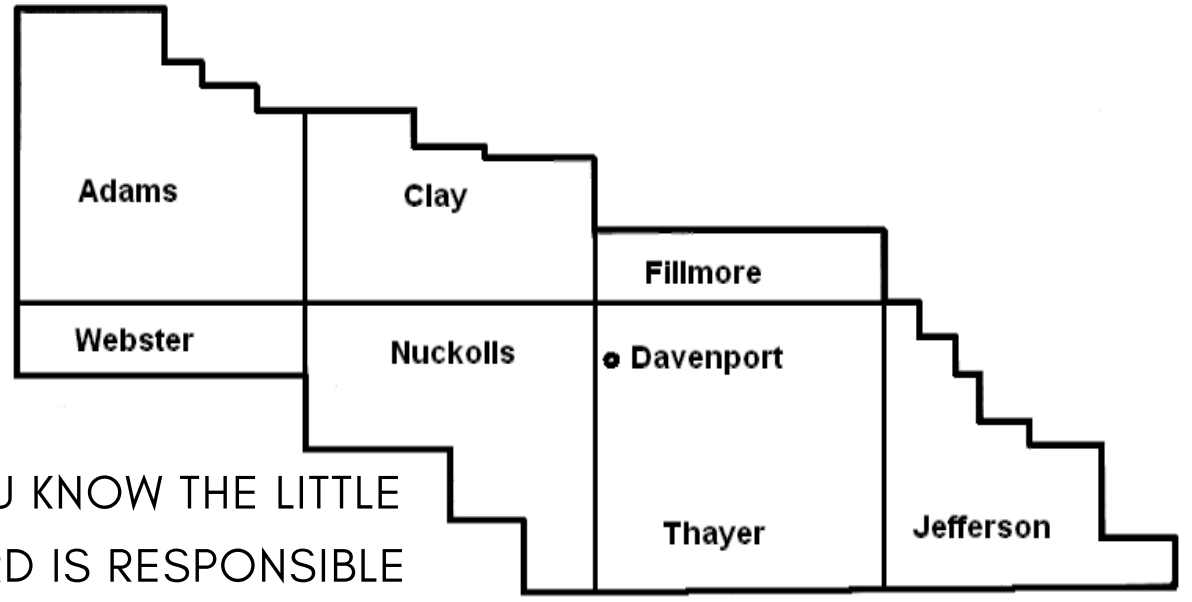 Adams
Clay
Fillmore
Webster
Nuckolls
Davenport
KNOW THE LITTLE
Thayer
Jefferson
IS RESPONSIBLE